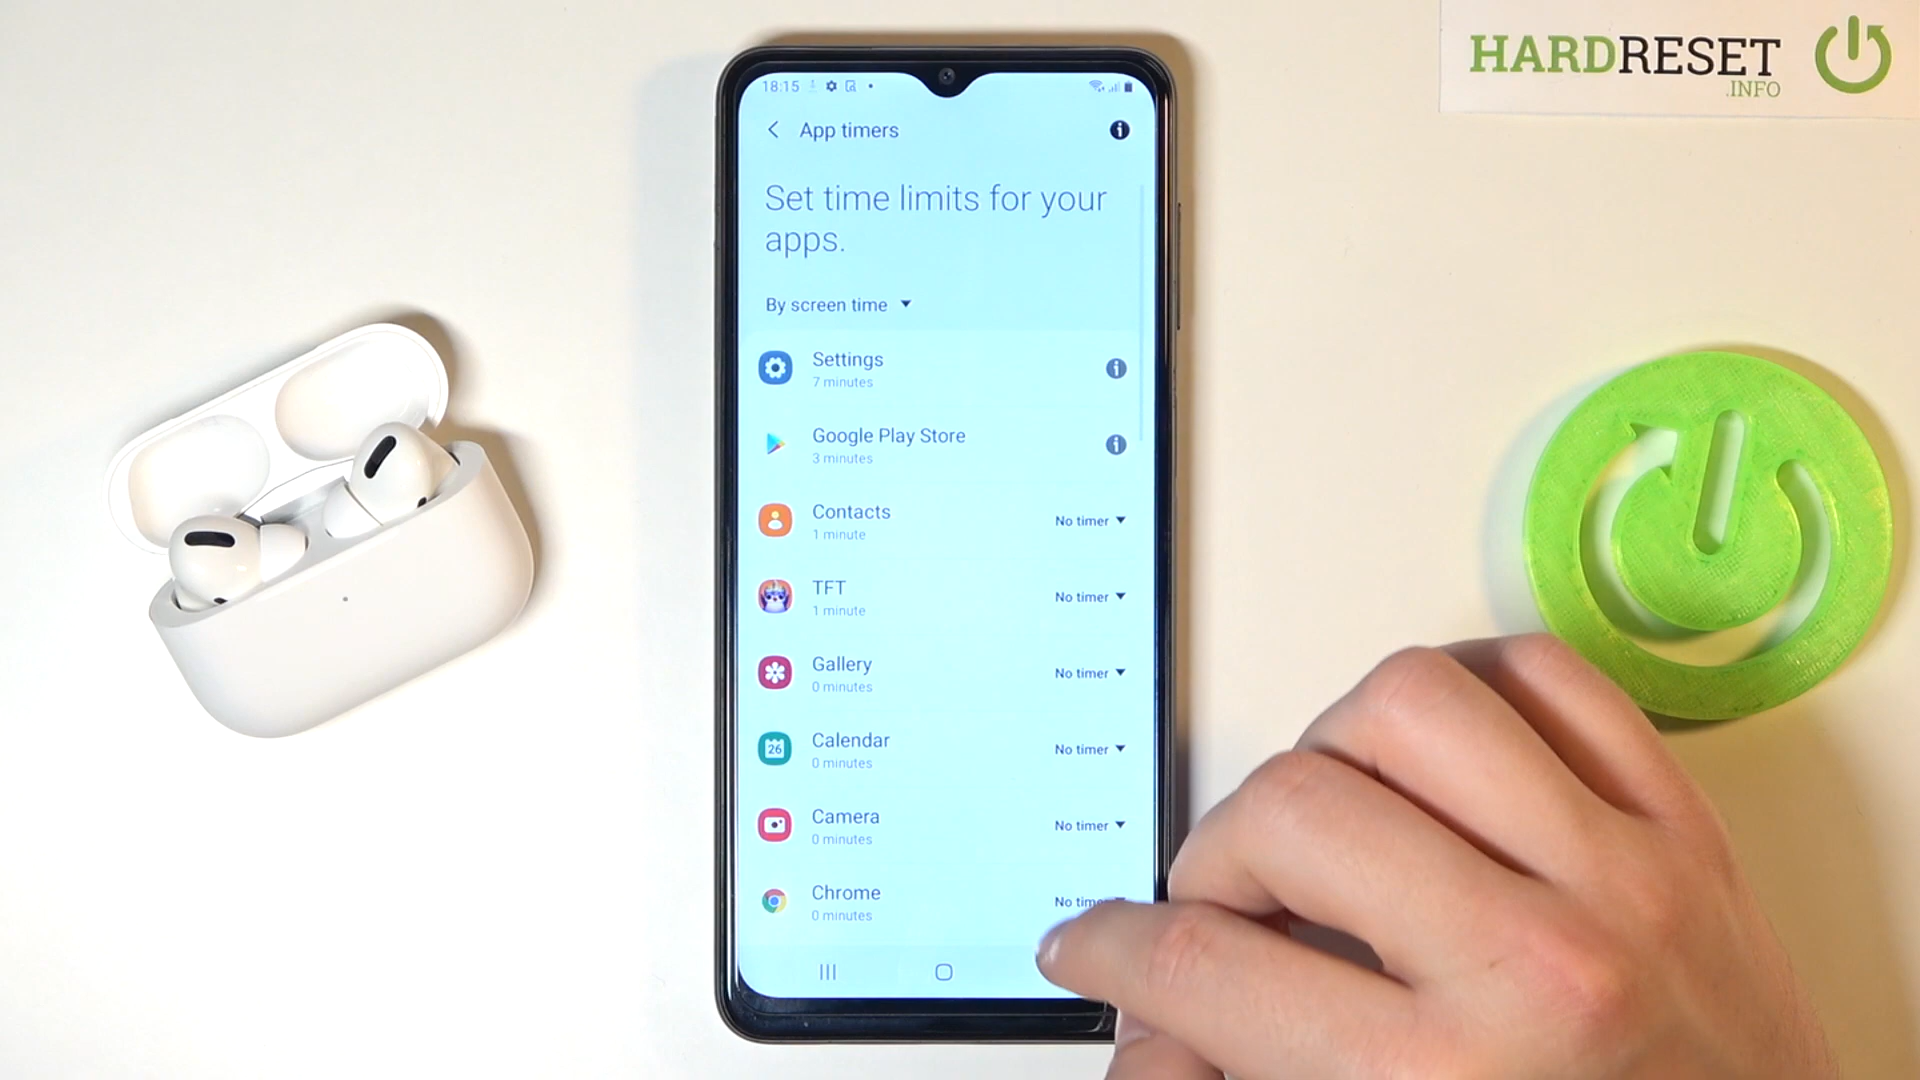 HARDRESET
.INFO
18:15
App timers
Set time limits for your
apps.
By screen time
Settings
7 minutes
Google Play Store
3 minutes
Contacts
1 minute
No timer
TFT
1 minute
No timer
Gallery
0 minutes
No timer
26
Calendar
0 minutes
No timer
Camera
0 minutes
No timer
Chrome
0 minutes
No